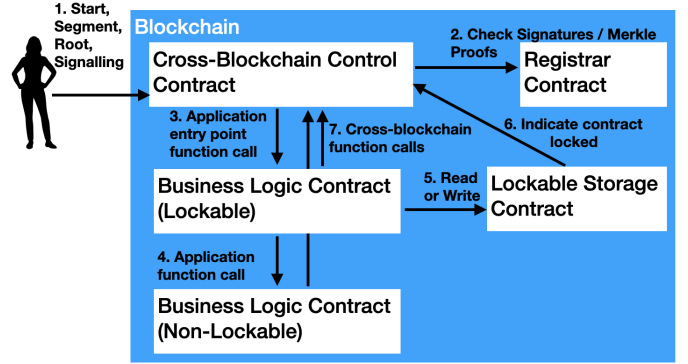 1. Start,
Segment,
Root,
Signalling
Blockchain
Cross-Blockchain Control
Contract
2. Check Signatures / Merkle
Proofs
Registrar
Contract
3. Application
entry point
function call
7. Cross-blockchain
function calls
6. Indicate contract
locked
Business Logic Contract
(Lockable)
5. Read
or Write
Lockable Storage
Contract
4. Application
function call
Business Logic Contract
(Non-Lockable)